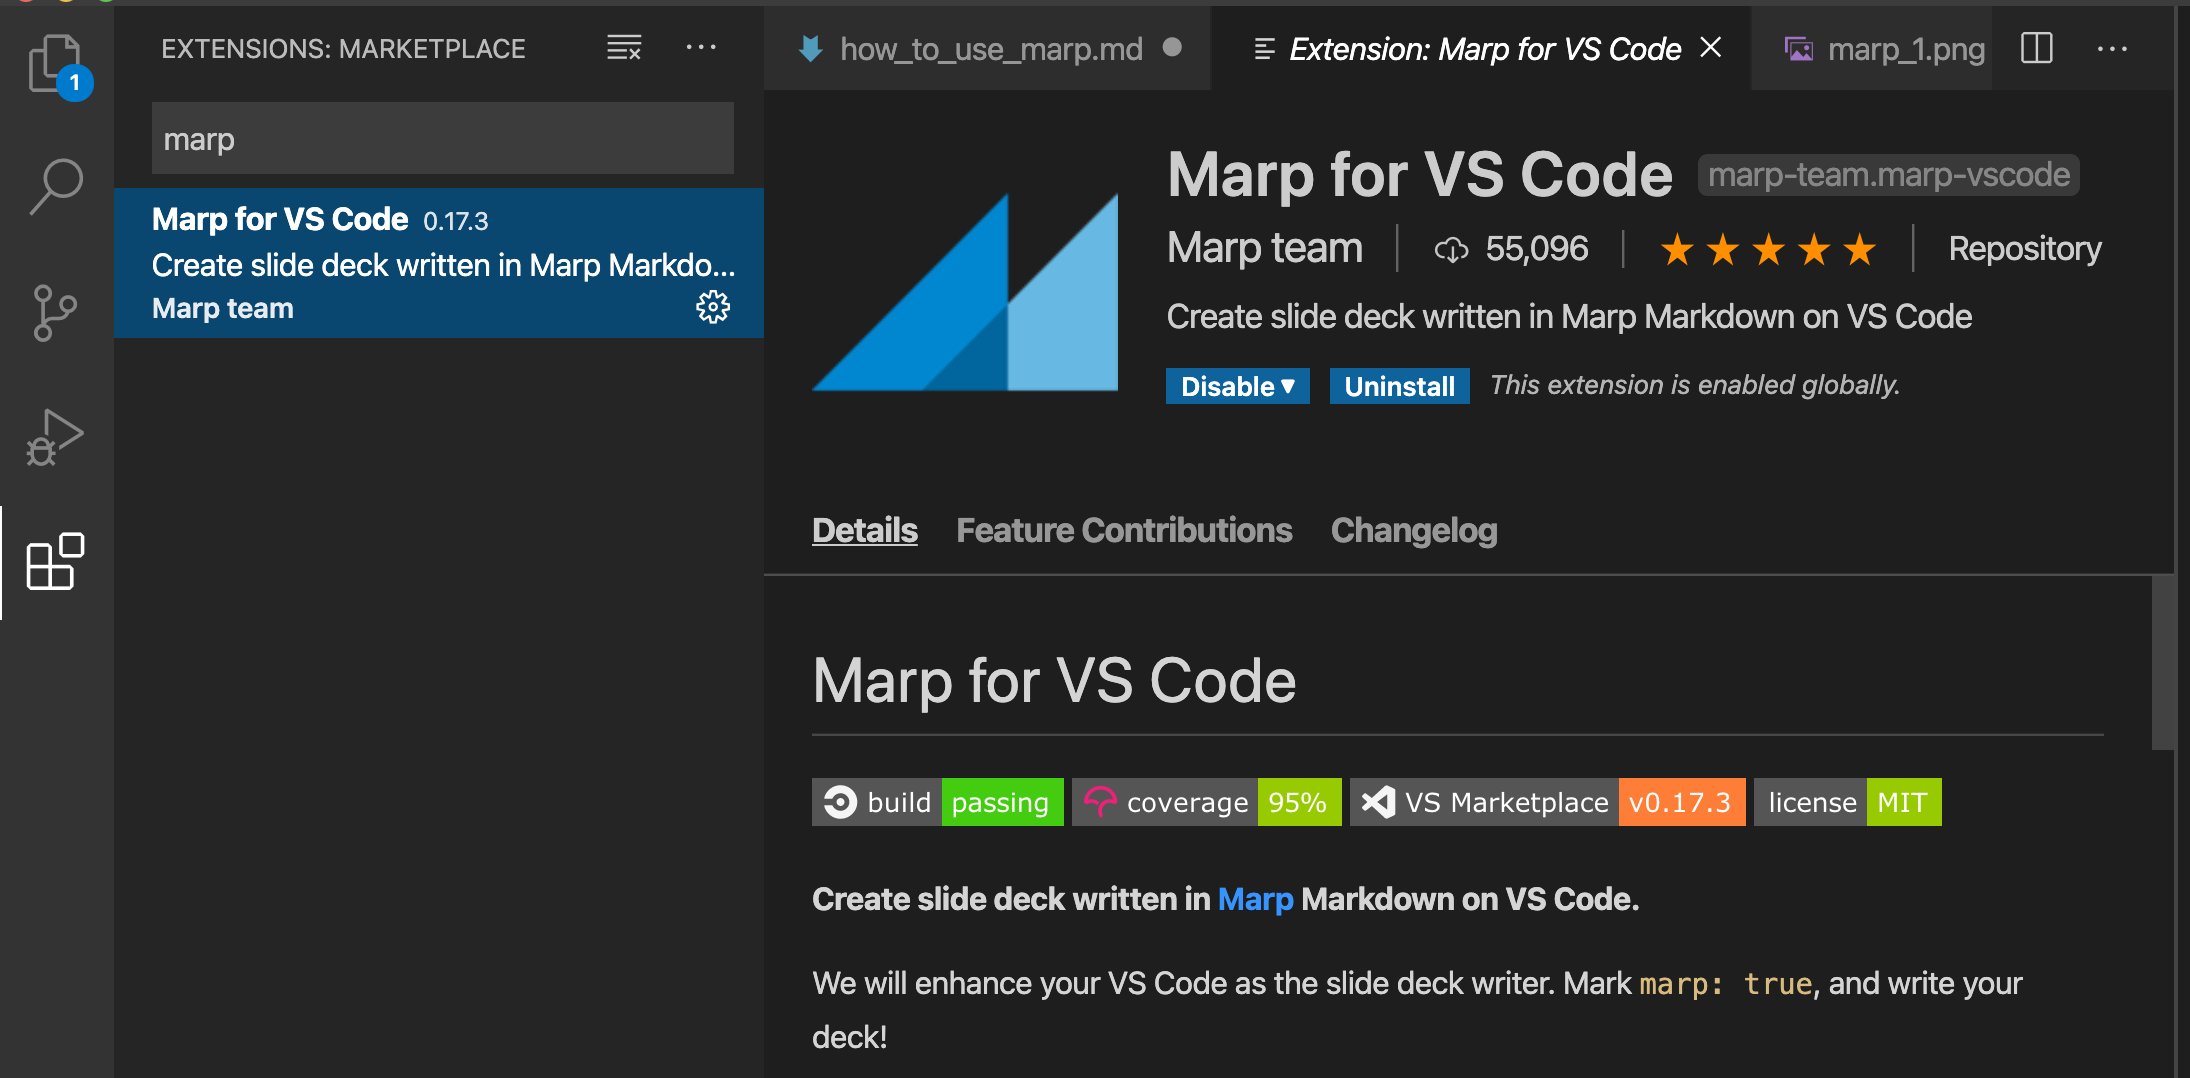 1
EXTENSIONS: MARKETPLACE
marp
Marp for VS Code 0.17.3
Create slide deck written in Marp Markdo...
Marp team
how_to_use_marp.md
Extension: Marp for VS Code
marp_1.png
Marp for VS Code marp-team.marp-vscode
Marp team 55,096 Repository
Create slide deck written in Marp Markdown on VS Code
Disable Uninstall This extension is enabled globally.
Details Feature Contributions Changelog
Marp for VS Code
build passing coverage 95% VS Marketplace v0.17.3 license MIT
Create slide deck written in Marp Markdown on VS Code.
We will enhance your VS Code as the slide deck writer. Mark marp: true, and write your
deck!